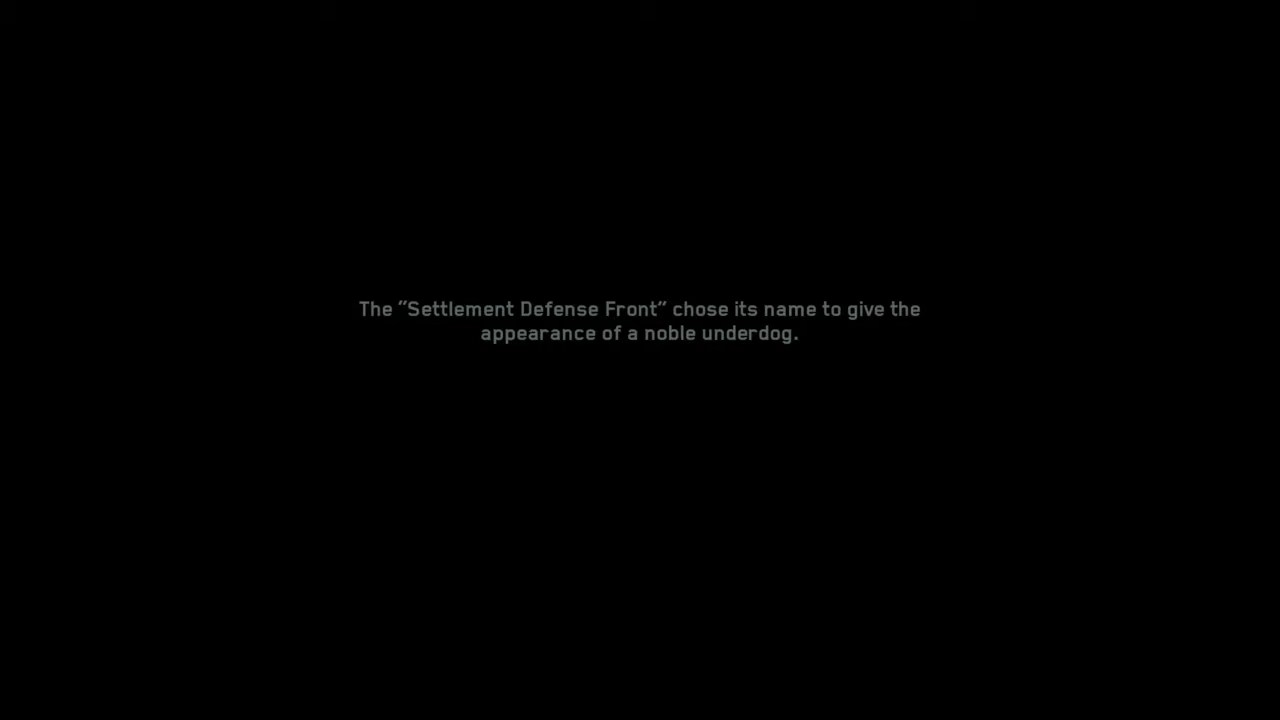 The “Settlement Defense Front” chose its name to give the
appearance of a noble underdog.